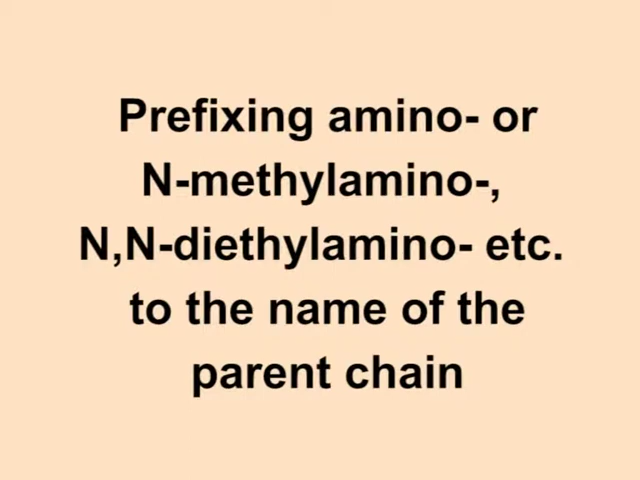 Prefixing amino- or
N-methylamino-,
N,N-diethylamino- etc.
to the name of the
parent chain